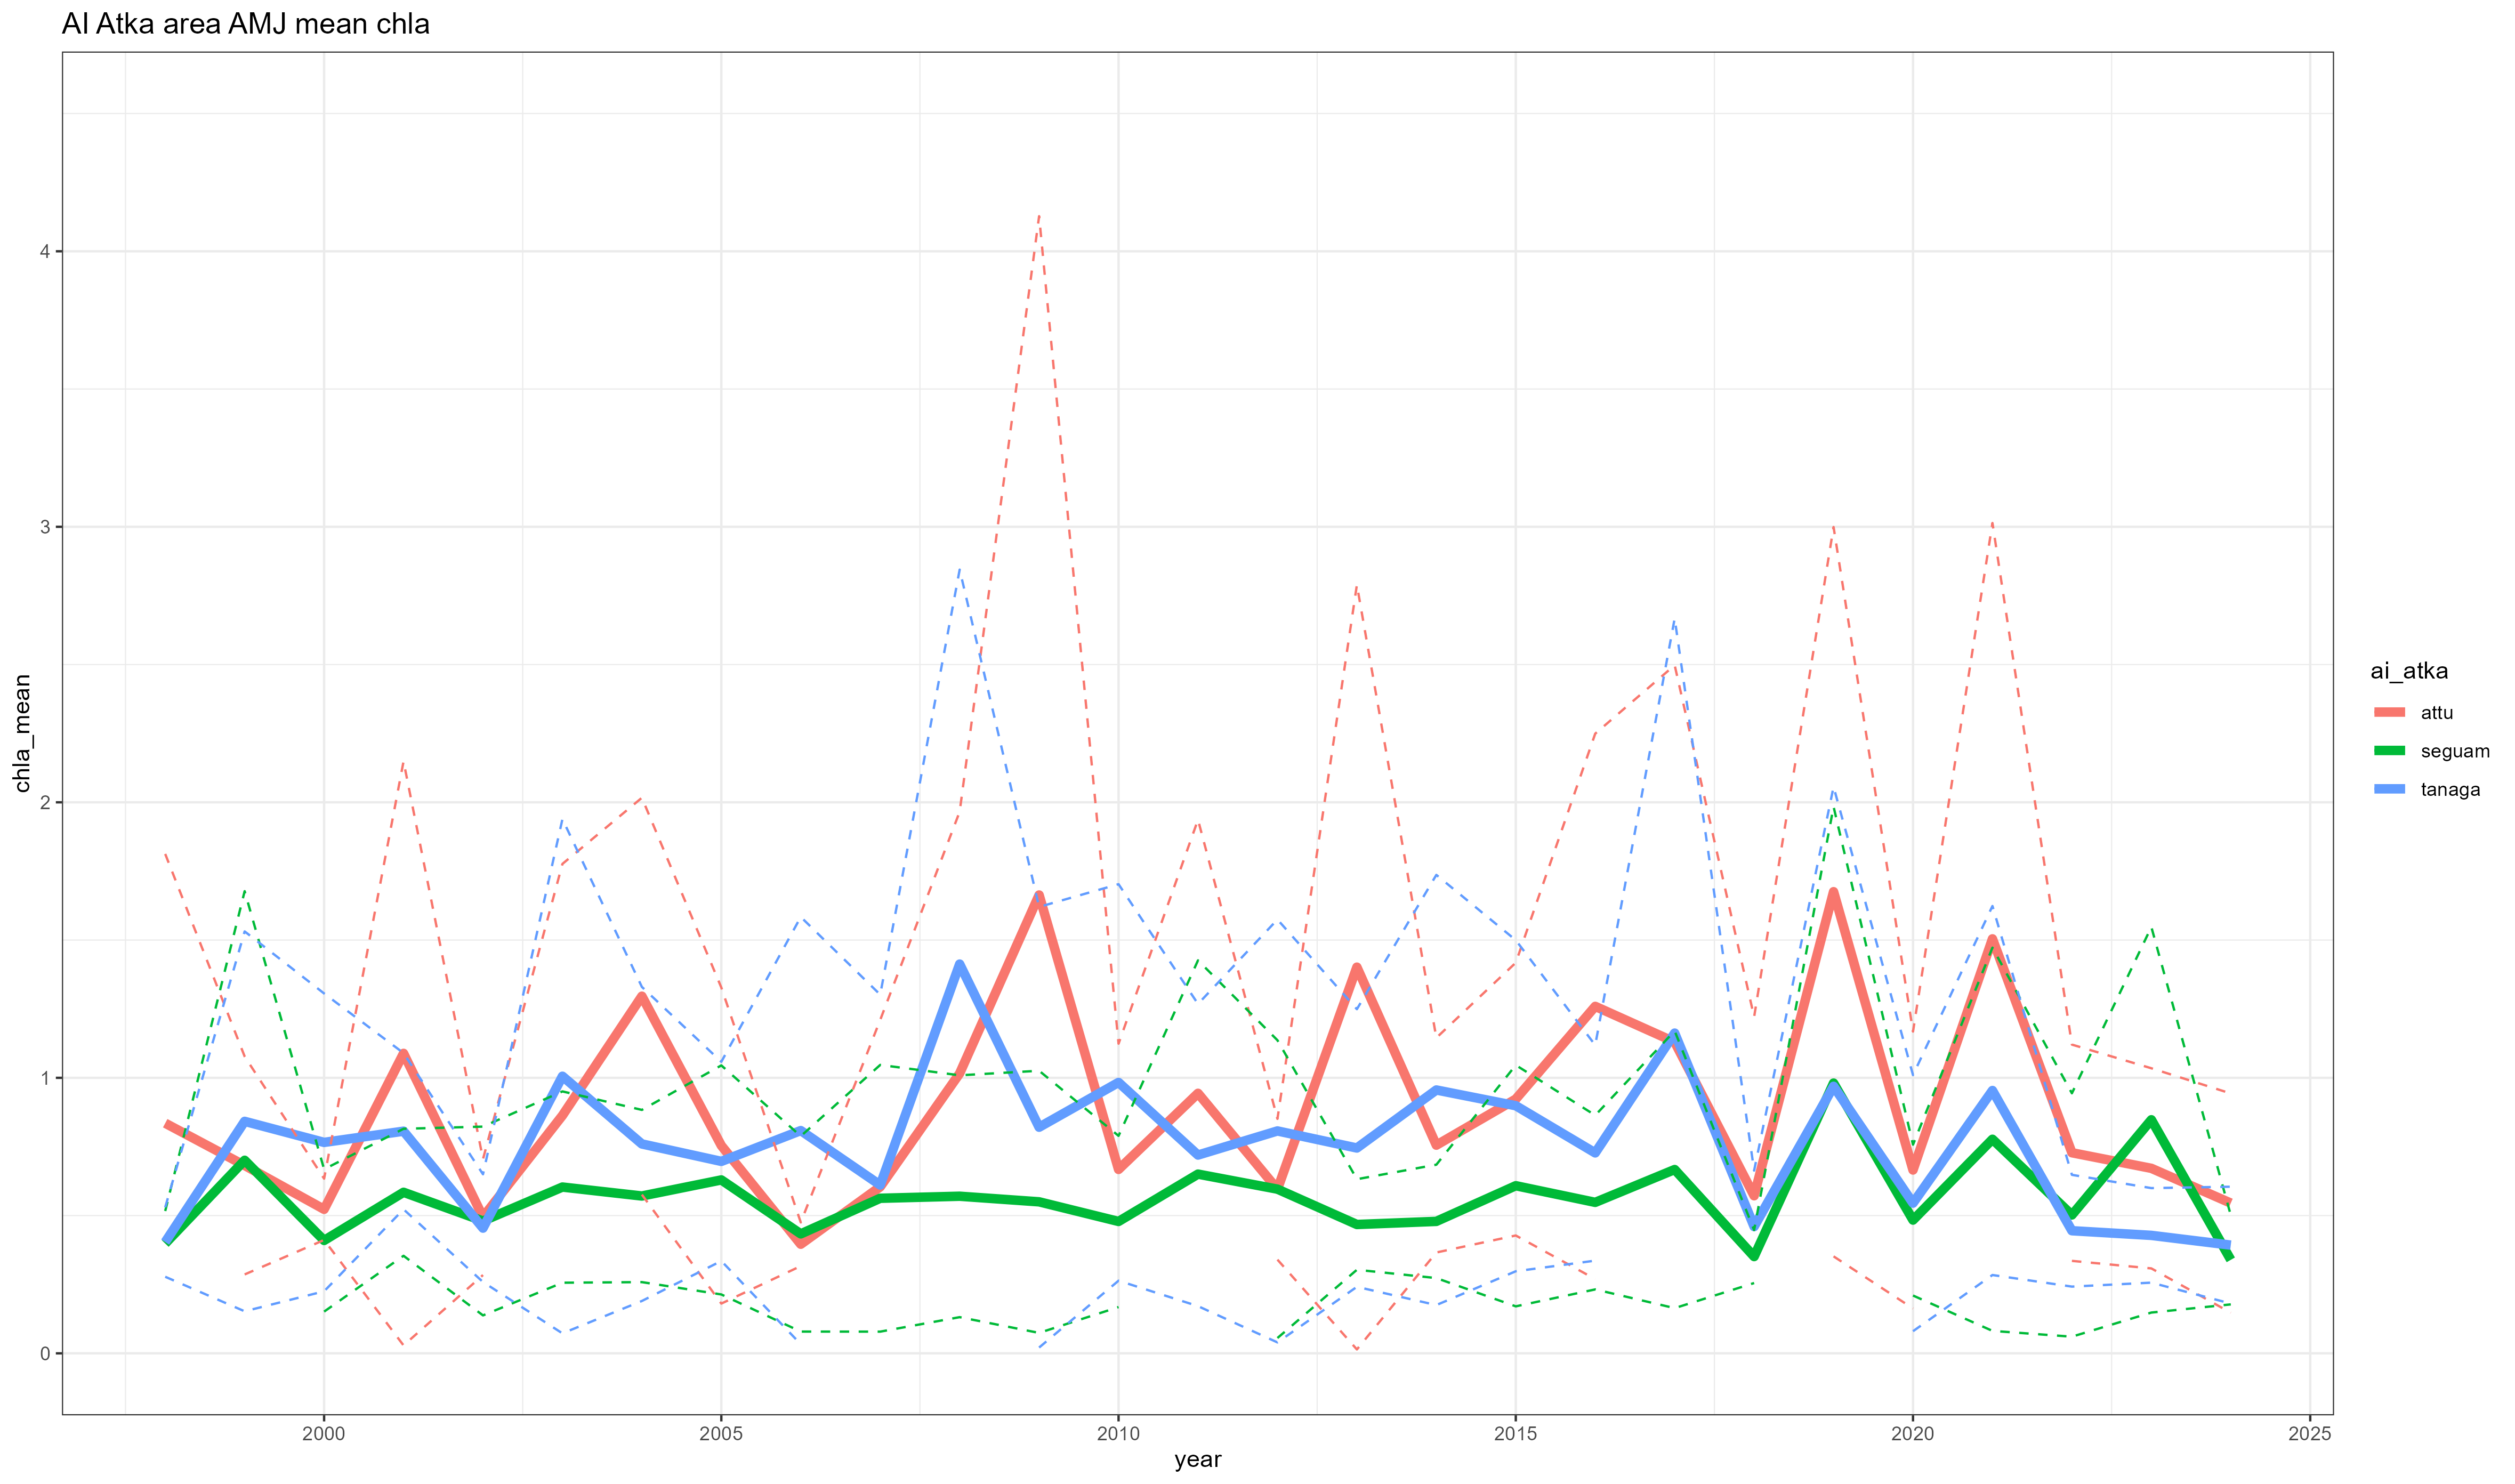 AI Atka area AMJ mean chla
4
3
2
1
0
chla_mean
2000
2005
2010
2015
2020
2025
year
ai_atka
attu
seguam
tanaga